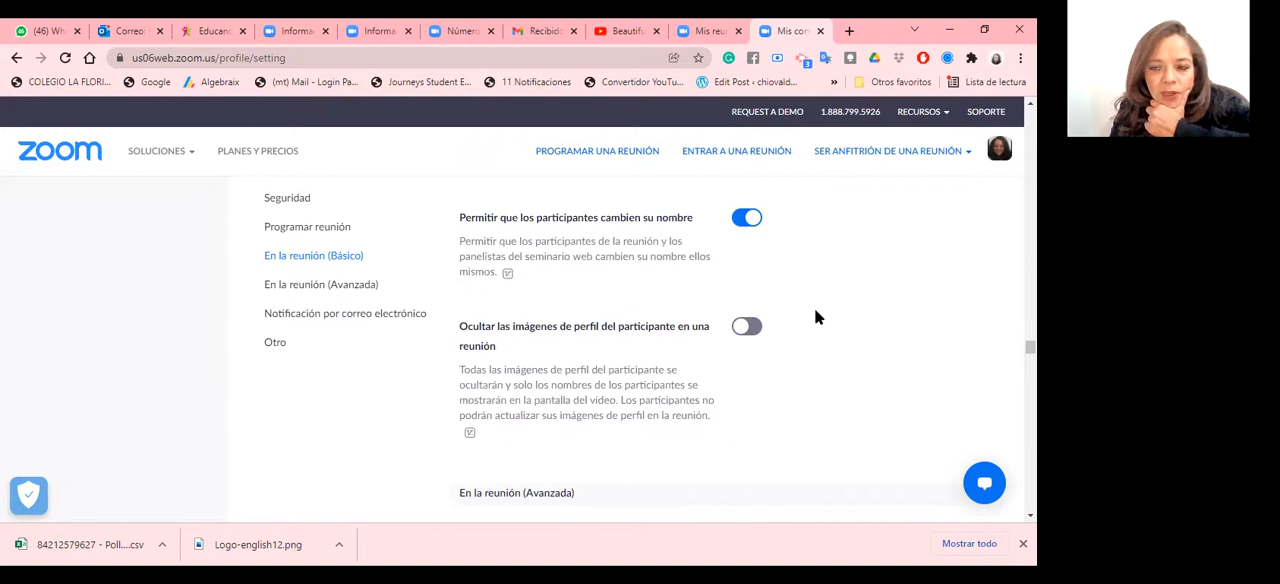 (46) Wh
Correo:
Educan
Informa
Informa
Número
Recibid
Beautifu
Mis reu
Mis con
us06web.zoom.us/profile/setting
COLEGIO LA FLORI...
Google
Algebraix
(mt) Mail - Login Pa...
Journeys Student E...
11 Notificaciones
Convertidor YouTu...
Edit Post ‹ chiovald...
»
Otros favoritos
Lista de lectura
REQUEST A DEMO
1.888.799.5926
RECURSOS
SOPORTE
zoom
SOLUCIONES
PLANES Y PRECIOS
PROGRAMAR UNA REUNIÓN
ENTRAR A UNA REUNIÓN
SER ANFITRIÓN DE UNA REUNIÓN
Seguridad
Programar reunión
En la reunión (Básico)
En la reunión (Avanzada)
Notificación por correo electrónico
Otro
Permitir que los participantes cambien su nombre
Permitir que los participantes de la reunión y los
panelistas del seminario web cambien su nombre ellos
mismos.
Ocultar las imágenes de perfil del participante en una
reunión
Todas las imágenes de perfil del participante se
ocultarán y solo los nombres de los participantes se
mostrarán en la pantalla del vídeo. Los participantes no
podrán actualizar sus imágenes de perfil en la reunión.
En la reunión (Avanzada)
84212579627 - Poll....csv
Logo-english12.png
Mostrar todo